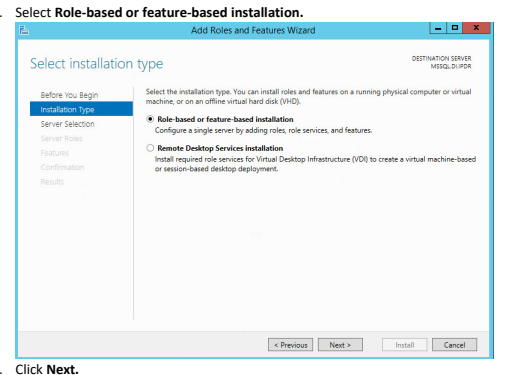 . Select Role-based or feature-based installation.
Add Roles and Features Wizard
Select installation type
DESTINATION SERVER
MSSQL.DI.IPDR
Before You Begin
Installation Type
Server Selection
Server Roles
Features
Confirmation
Results
Select the installation type. You can install roles and features on a running physical computer or virtual
machine, or on an offline virtual hard disk (VHD).
Role-based or feature-based installation
Configure a single server by adding roles, role services, and features.
Remote Desktop Services installation
Install required role services for Virtual Desktop Infrastructure (VDI) to create a virtual machine-based
or session-based desktop deployment.
< Previous
Next >
Install
Cancel
. Click Next.